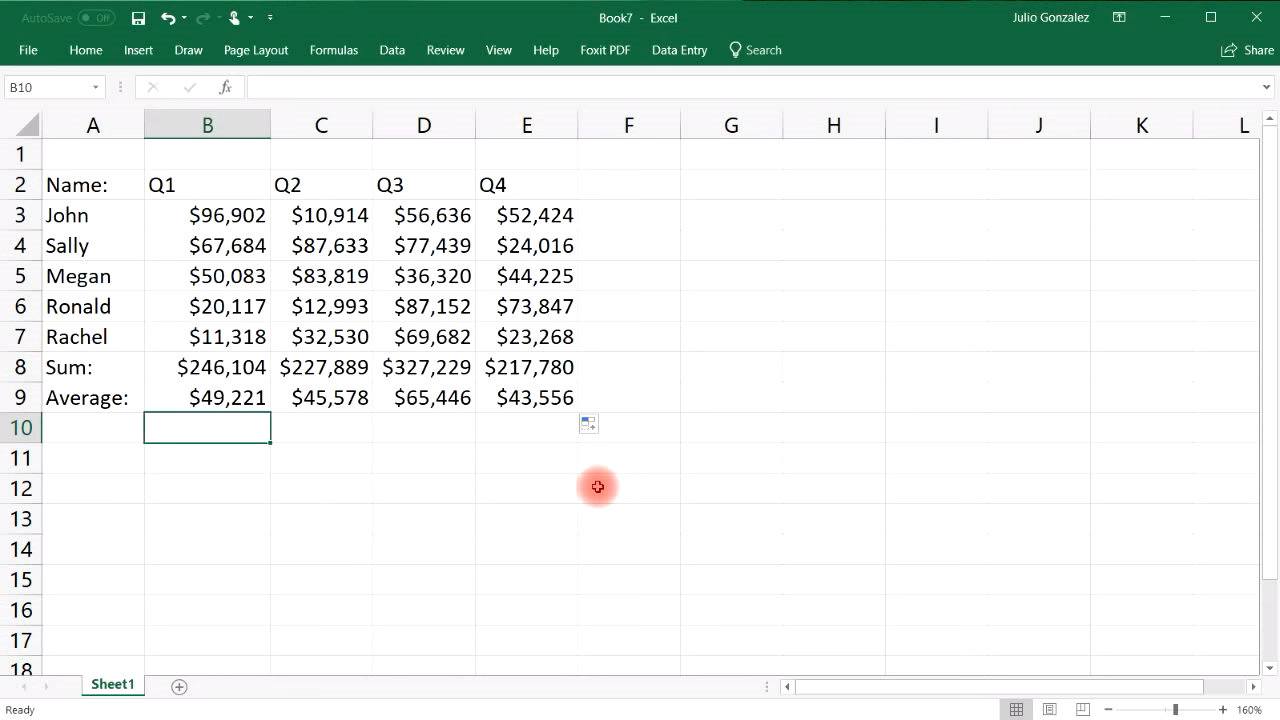 AutoSave Off Book7 - Excel Julio Gonzalez
File Home Insert Draw Page Layout Formulas Data Review View Help Foxit PDF Data Entry Search Share
B10 fx
A B C D E F G H I J K L
1
2 Name: Q1 Q2 Q3 Q4
3 John $96,902 $10,914 $56,636 $52,424
4 Sally $67,684 $87,633 $77,439 $24,016
5 Megan $50,083 $83,819 $36,320 $44,225
6 Ronald $20,117 $12,993 $87,152 $73,847
7 Rachel $11,318 $32,530 $69,682 $23,268
8 Sum: $246,104 $227,889 $327,229 $217,780
9 Average: $49,221 $45,578 $65,446 $43,556
10
11
12
13
14
15
16
17
18
Sheet1
Ready 160%